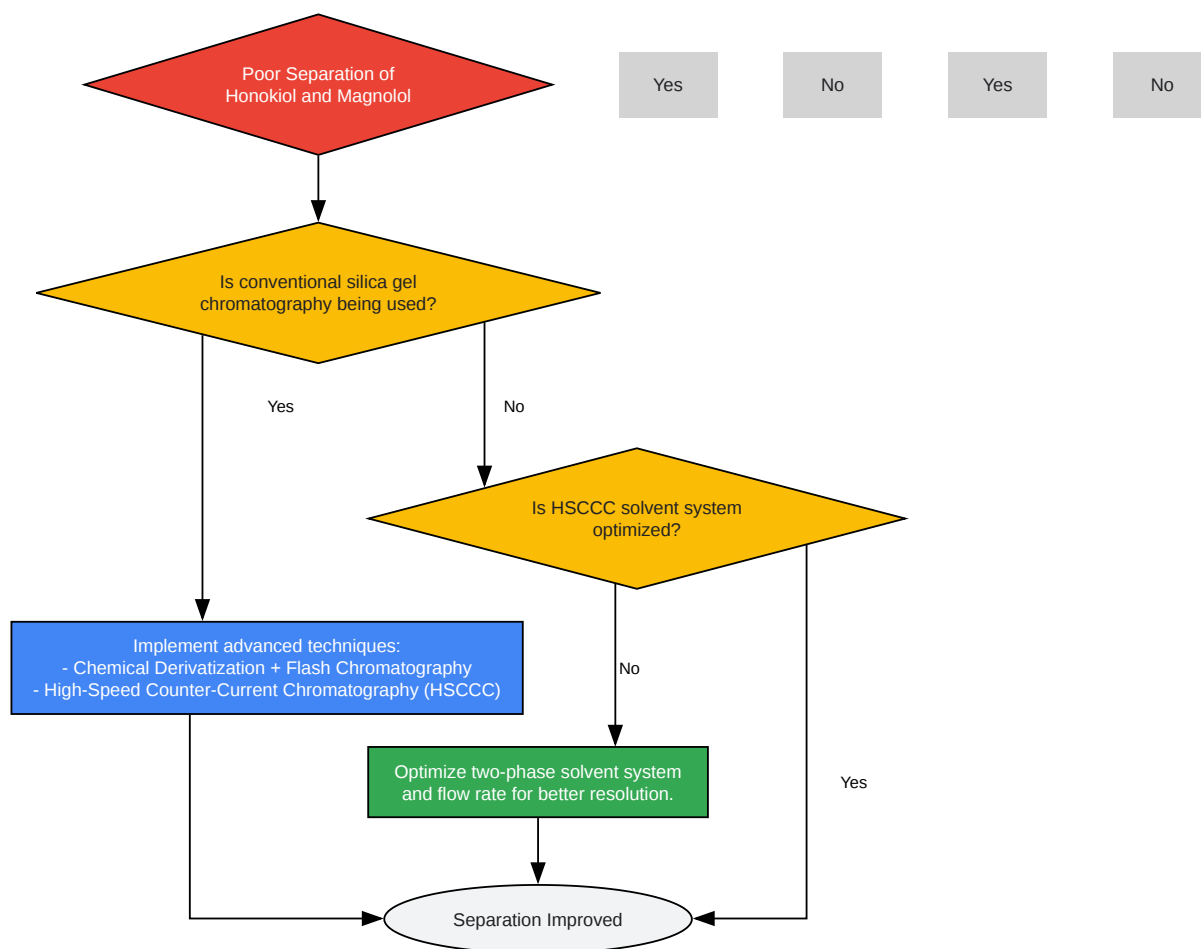 Poor Separation of
Honokiol and Magnolol
Yes
No
Yes
No
Is conventional silica gel
chromatography being used?
Yes
No
Is HSCCC solvent system
optimized?
Implement advanced techniques:
- Chemical Derivatization + Flash Chromatography
- High-Speed Counter-Current Chromatography (HSCCC)
No
Optimize two-phase solvent system
and flow rate for better resolution.
Yes
Separation Improved